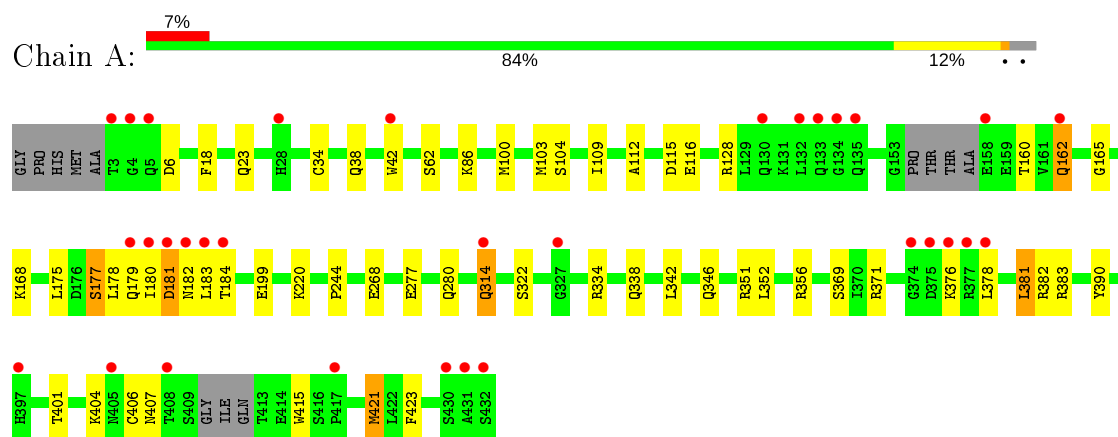 7%
Chain A:
84%
12%
GLY PRO HIS MET ALA T3 G4 Q5 D6 F18 Q23 H28 C34 Q38 W42 S62 K86 M100 M103 S104 I109 A112 D115 E116 R128 L129 Q130 K131 L132 Q133 G134 Q135 G153 PRO THR THR ALA E158 E159 T160 V161 Q162 G165
K168 L175 D176 S177 L178 Q179 I180 D181 N182 L183 T184 E199 K220 P244 E268 E277 Q280 Q314 S322 G327 R334 Q338 L342 Q346 R351 L352 R356 S369 I370 R371 G374 D375 K376 R377 L378 L381 R382 R383 Y390
H397 T401 K404 N405 C406 N407 T408 S409 GLY ILE GLN T413 E414 W415 S416 P417 M421 L422 F423 S430 A431 S432